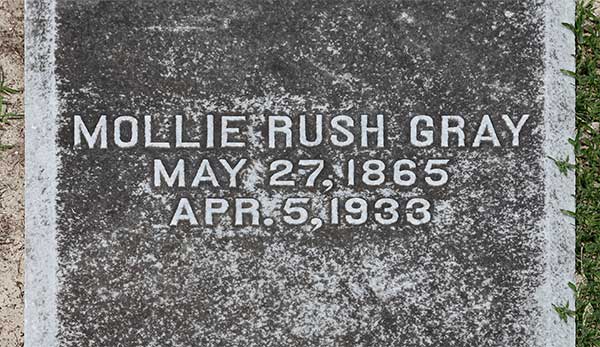 MOLLIE RUSH GRAY
MAY 27, 1865
APR. 5, 1933